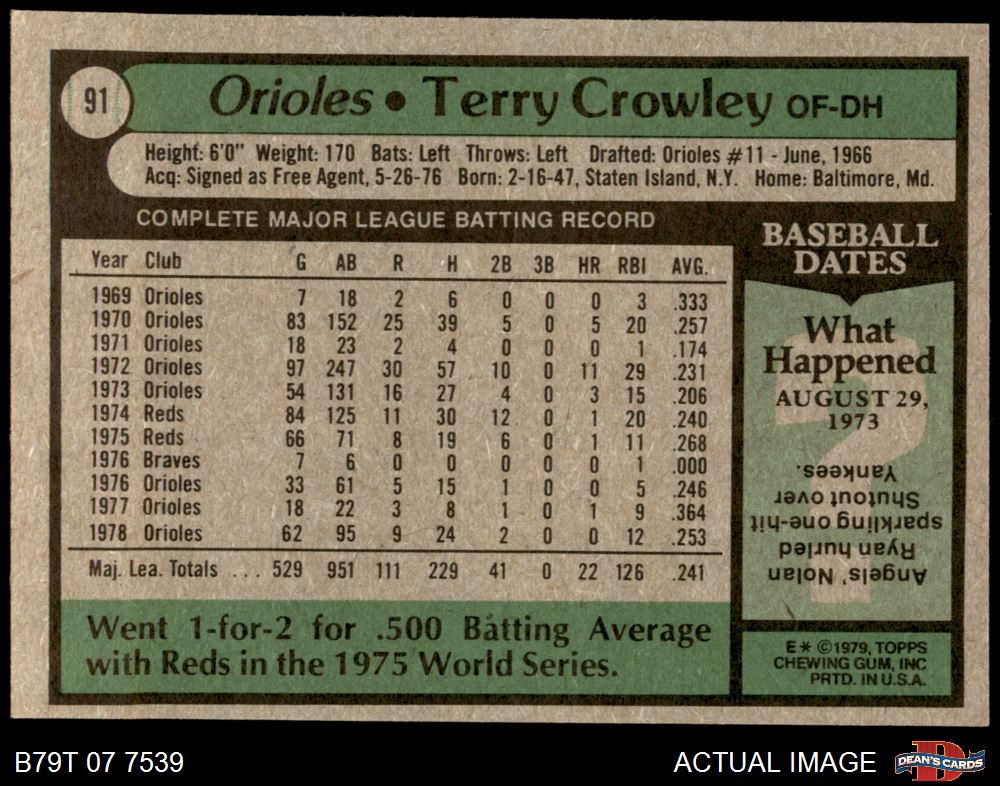 91
Orioles • Terry Crowley OF-DH
Height: 6'0" Weight: 170 Bats: Left Throws: Left Drafted: Orioles #11 - June, 1966
Acq: Signed as Free Agent, 5-26-76 Born: 2-16-47, Staten Island, N.Y. Home: Baltimore, Md.
COMPLETE MAJOR LEAGUE BATTING RECORD
Year Club G AB R H 2B 3B HR RBI AVG.
1969 Orioles 7 18 2 6 0 0 0 3 .333
1970 Orioles 83 152 25 39 5 0 5 20 .257
1971 Orioles 18 23 2 4 0 0 0 1 .174
1972 Orioles 97 247 30 57 10 0 11 29 .231
1973 Orioles 54 131 16 27 4 0 3 15 .206
1974 Reds 84 125 11 30 12 0 1 20 .240
1975 Reds 66 71 8 19 6 0 1 11 .268
1976 Braves 7 6 0 0 0 0 0 1 .000
1976 Orioles 33 61 5 15 1 0 0 5 .246
1977 Orioles 18 22 3 8 1 0 1 9 .364
1978 Orioles 62 95 9 24 2 0 0 12 .253
Maj. Lea. Totals ... 529 951 111 229 41 0 22 126 .241
Went 1-for-2 for .500 Batting Average
with Reds in the 1975 World Series.
BASEBALL
DATES
What
Happened
AUGUST 29,
1973
?
Angels' Nolan
Ryan hurled
sparkling one-hit
Shutout over
Yankees.
E* ©1979, TOPPS
CHEWING GUM, INC
PRTD. IN U.S.A.
B79T 07 7539
ACTUAL IMAGE
D
DEAN'S CARDS